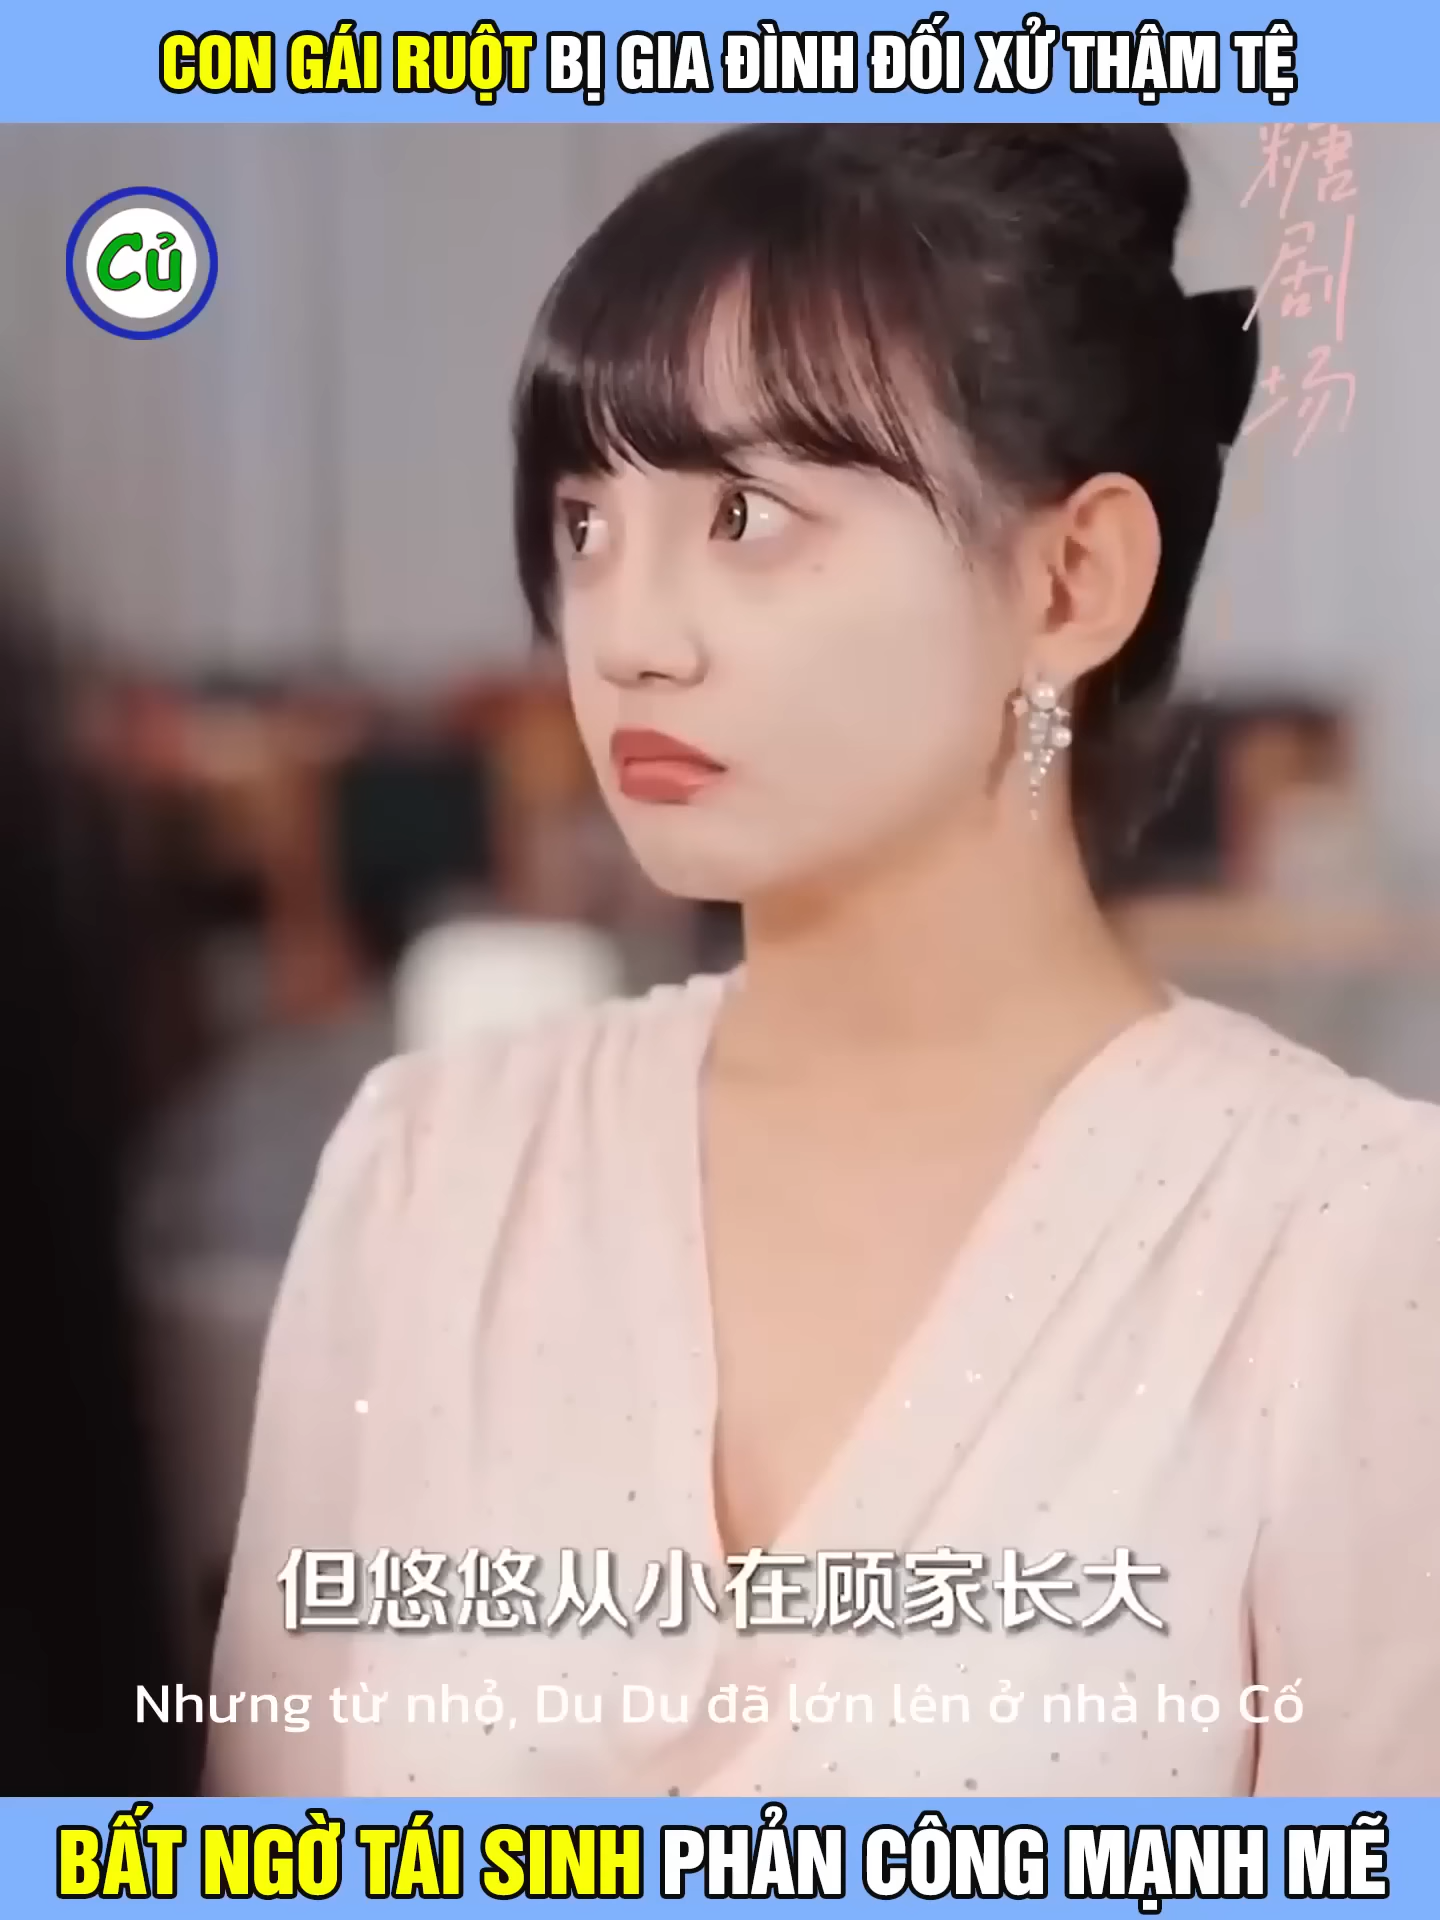 CON GÁI RUỘT BỊ GIA ĐÌNH ĐỐI XỬ THẬM TỆ
Củ
糖剧场
但悠悠从小在顾家长大
Nhưng từ nhỏ, Du Du đã lớn lên ở nhà họ Cố
BẤT NGỜ TÁI SINH PHẢN CÔNG MẠNH MẼ